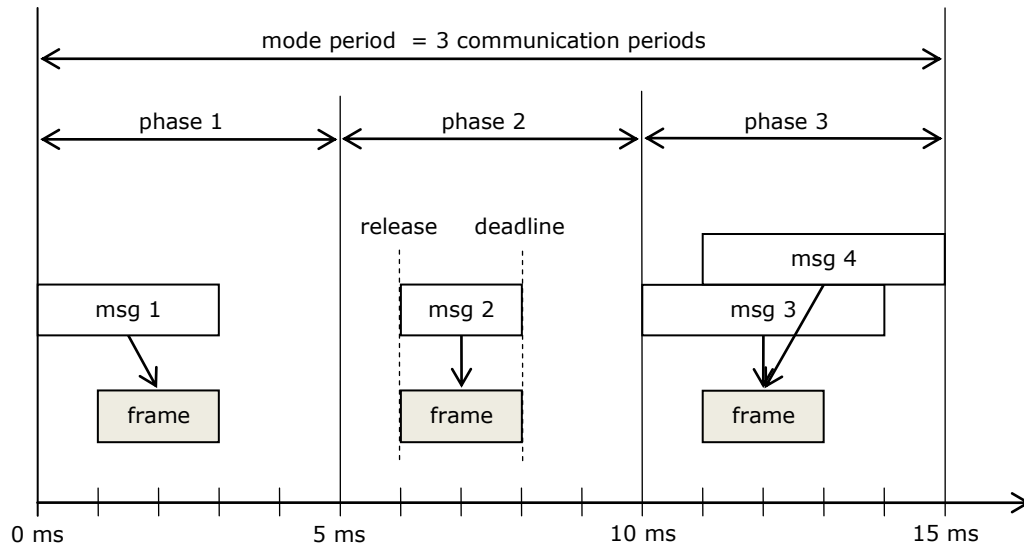 mode period = 3 communication periods
phase 1 phase 2 phase 3
release deadline
msg 4
msg 1 msg 2 msg 3
frame frame frame
0 ms 5 ms 10 ms 15 ms